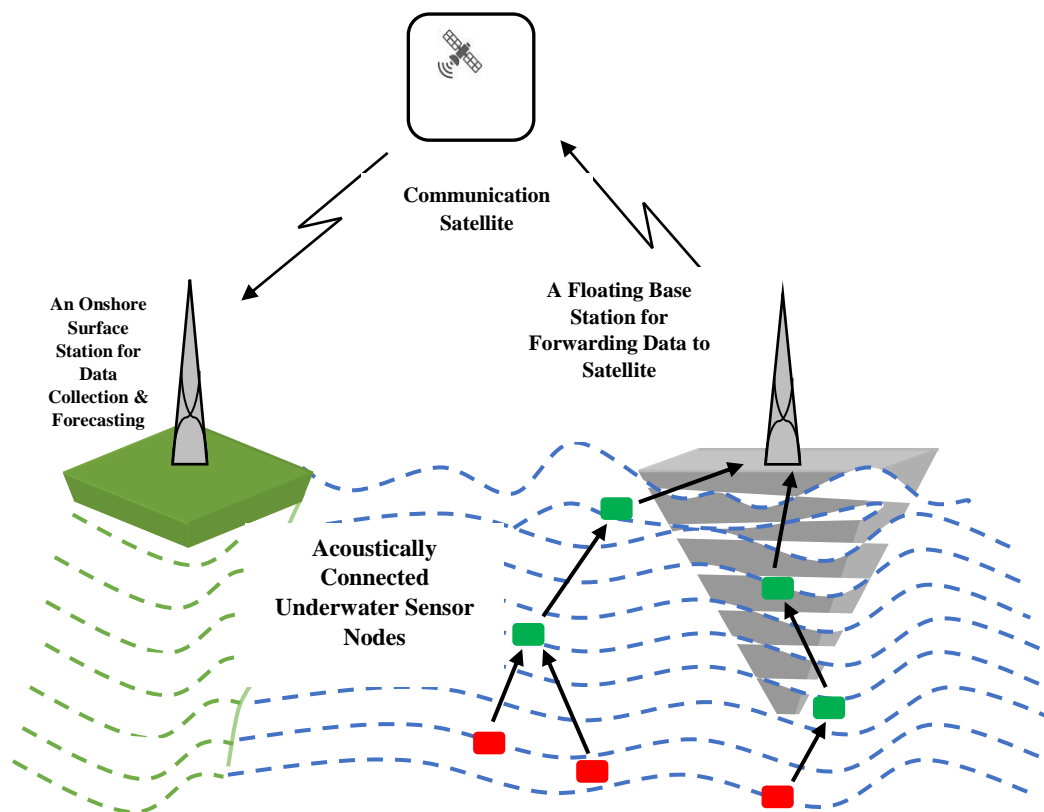 Communication
Satellite
An Onshore
Surface
Station for
Data
Collection &
Forecasting
A Floating Base
Station for
Forwarding Data to
Satellite
Acoustically
Connected
Underwater Sensor
Nodes